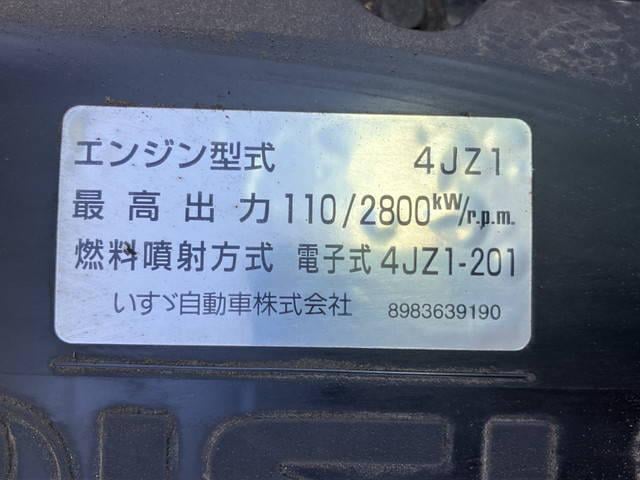 エンジン型式 4JZ1
最高出力 110/2800kW/r.p.m.
燃料噴射方式 電子式 4JZ1-201
いすゞ自動車株式会社 8983639190